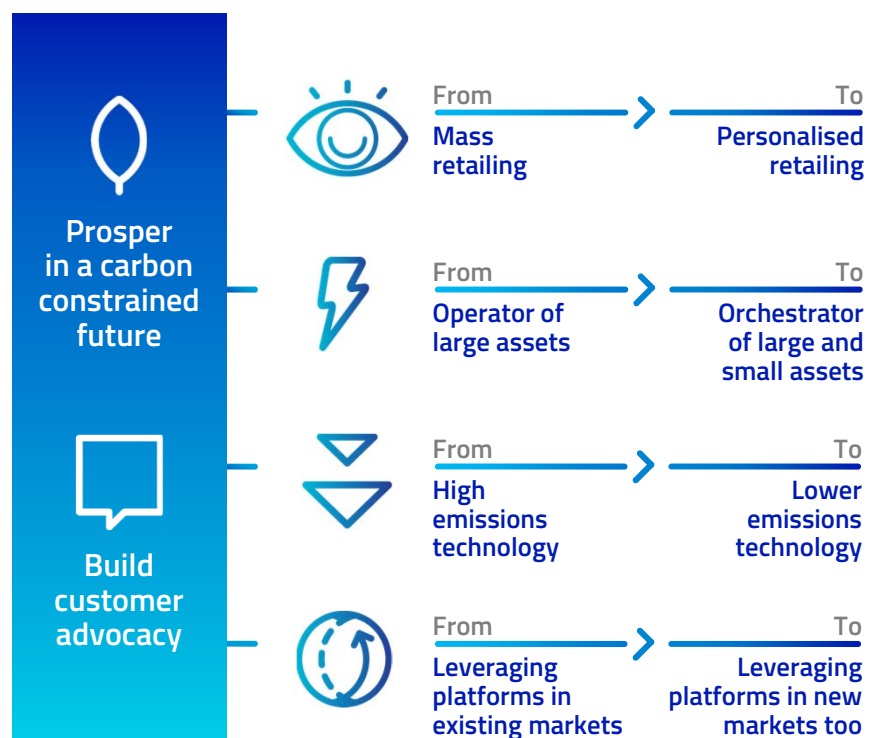 Prosper
in a carbon
constrained
future
Build
customer
advocacy
From
To
Mass
retailing
Personalised
retailing
From
To
Operator of
large assets
Orchestrator
of large and
small assets
From
To
High
emissions
technology
Lower
emissions
technology
From
To
Leveraging
platforms in
existing markets
Leveraging
platforms in new
markets too